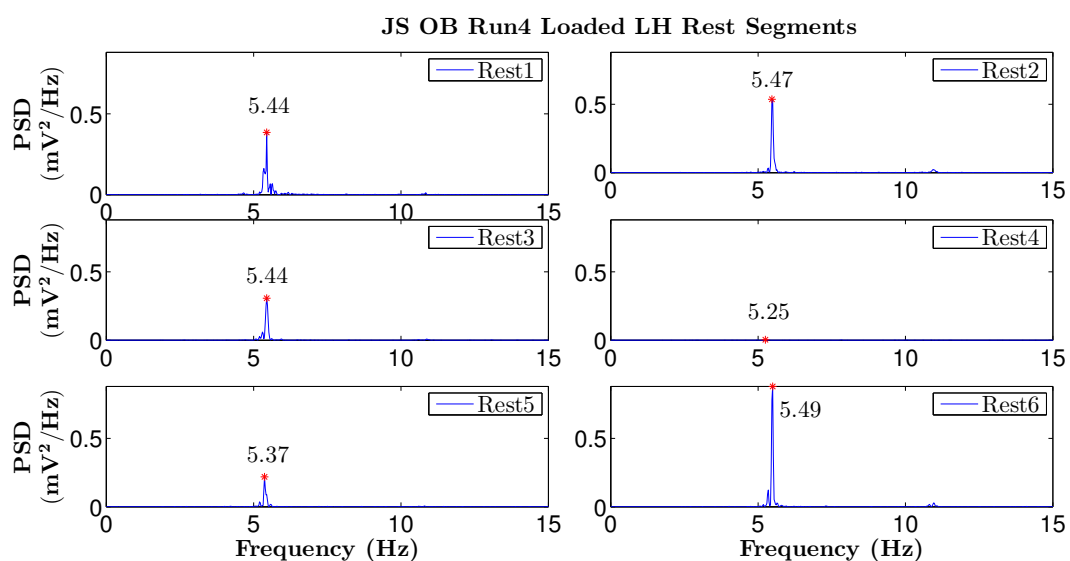 JS OB Run4 Loaded LH Rest Segments
PSD
(mV²/Hz)
0.5
0
0
5
10
15
5.44
Rest1
0.5
0
0
5
10
15
5.47
Rest2
PSD
(mV²/Hz)
0.5
0
0
5
10
15
5.44
Rest3
0.5
0
0
5
10
15
5.25
Rest4
PSD
(mV²/Hz)
0.5
0
0
5
10
15
5.37
Rest5
Frequency (Hz)
0.5
0
0
5
10
15
5.49
Rest6
Frequency (Hz)